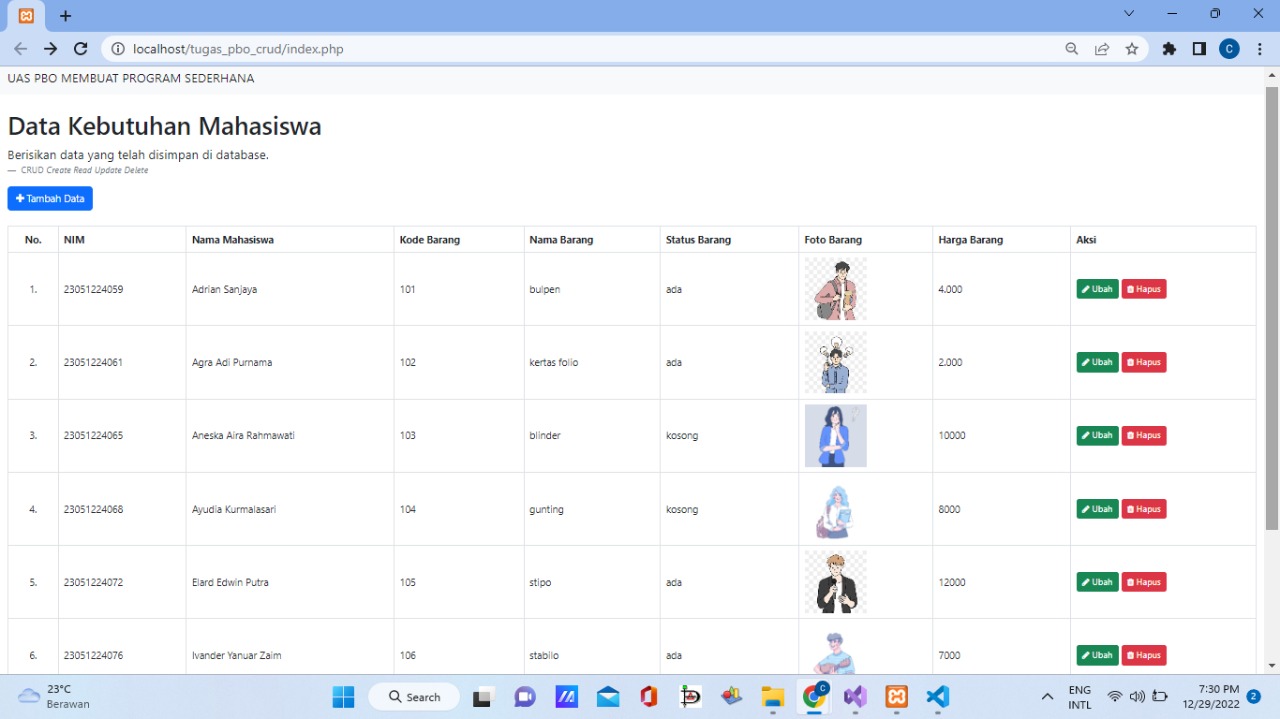 localhost/tugas_pbo_crud/index.php
C
UAS PBO MEMBUAT PROGRAM SEDERHANA
Data Kebutuhan Mahasiswa
Berisikan data yang telah disimpan di database.
— CRUD Create Read Update Delete
Tambah Data
No. NIM Nama Mahasiswa Kode Barang Nama Barang Status Barang Foto Barang Harga Barang Aksi
1. 23051224059 Adrian Sanjaya 101 bulpen ada 4.000 Ubah Hapus
2. 23051224061 Agra Adi Purnama 102 kertas folio ada 2.000 Ubah Hapus
3. 23051224065 Aneska Aira Rahmawati 103 blinder kosong 10000 Ubah Hapus
4. 23051224068 Ayudia Kurmalasari 104 gunting kosong 8000 Ubah Hapus
5. 23051224072 Elard Edwin Putra 105 stipo ada 12000 Ubah Hapus
6. 23051224076 Ivander Yanuar Zaim 106 stabilo ada 7000 Ubah Hapus
23°C
Berawan
Search
C
ENG
INTL
7:30 PM
12/29/2022
2